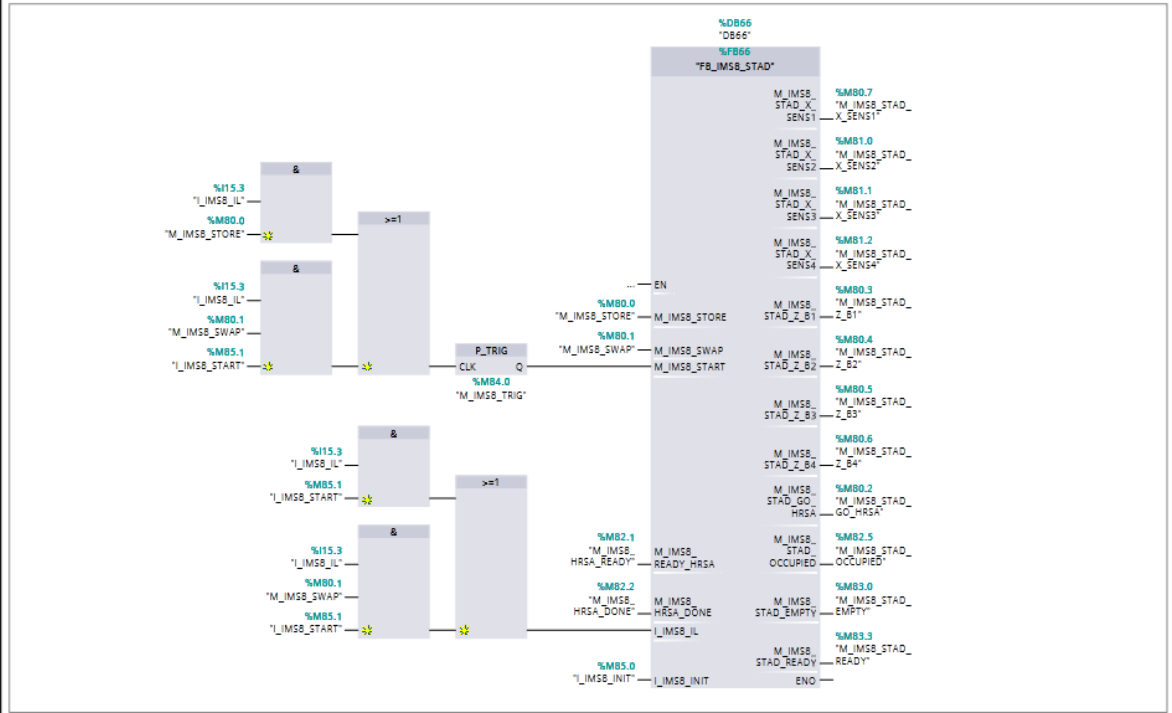 %DB66
"DB66"
%FB66
"FB_IMS8_STAD"
&
%I15.3
"I_IMS8_IL"
%M80.0
"M_IMS8_STORE"
>=1
&
%I15.3
"I_IMS8_IL"
%M80.1
"M_IMS8_SWAP"
%M85.1
"I_IMS8_START"
P_TRIG
CLK Q
%M84.0
"M_IMS8_TRIG"
&
%I15.3
"I_IMS8_IL"
%M85.1
"I_IMS8_START"
>=1
&
%I15.3
"I_IMS8_IL"
%M80.1
"M_IMS8_SWAP"
%M85.1
"I_IMS8_START"
... EN
%M80.0
"M_IMS8_STORE" M_IMS8_STORE
%M80.1
"M_IMS8_SWAP" M_IMS8_SWAP
M_IMS8_START
%M82.1
"M_IMS8_
HRSA_READY"
M_IMS8_
READY_HRSA
%M82.2
"M_IMS8_
HRSA_DONE"
M_IMS8_
HRSA_DONE
I_IMS8_IL
%M85.0
"I_IMS8_INIT" I_IMS8_INIT
M_IMS8_
STAD_X_
SENS1
%M80.7
"M_IMS8_STAD_
X_SENS1"
M_IMS8_
STAD_X_
SENS2
%M81.0
"M_IMS8_STAD_
X_SENS2"
M_IMS8_
STAD_X_
SENS3
%M81.1
"M_IMS8_STAD_
X_SENS3"
M_IMS8_
STAD_X_
SENS4
%M81.2
"M_IMS8_STAD_
X_SENS4"
M_IMS8_
STAD_Z_B1
%M80.3
"M_IMS8_STAD_
Z_B1"
M_IMS8_
STAD_Z_B2
%M80.4
"M_IMS8_STAD_
Z_B2"
M_IMS8_
STAD_Z_B3
%M80.5
"M_IMS8_STAD_
Z_B3"
M_IMS8_
STAD_Z_B4
%M80.6
"M_IMS8_STAD_
Z_B4"
M_IMS8_
STAD_GO_
HRSA
%M80.2
"M_IMS8_STAD_
GO_HRSA"
M_IMS8_
STAD_
OCCUPIED
%M82.5
"M_IMS8_STAD_
OCCUPIED"
M_IMS8_
STAD_EMPTY
%M83.0
"M_IMS8_STAD_
EMPTY"
M_IMS8_
STAD_READY
%M83.3
"M_IMS8_STAD_
READY"
ENO